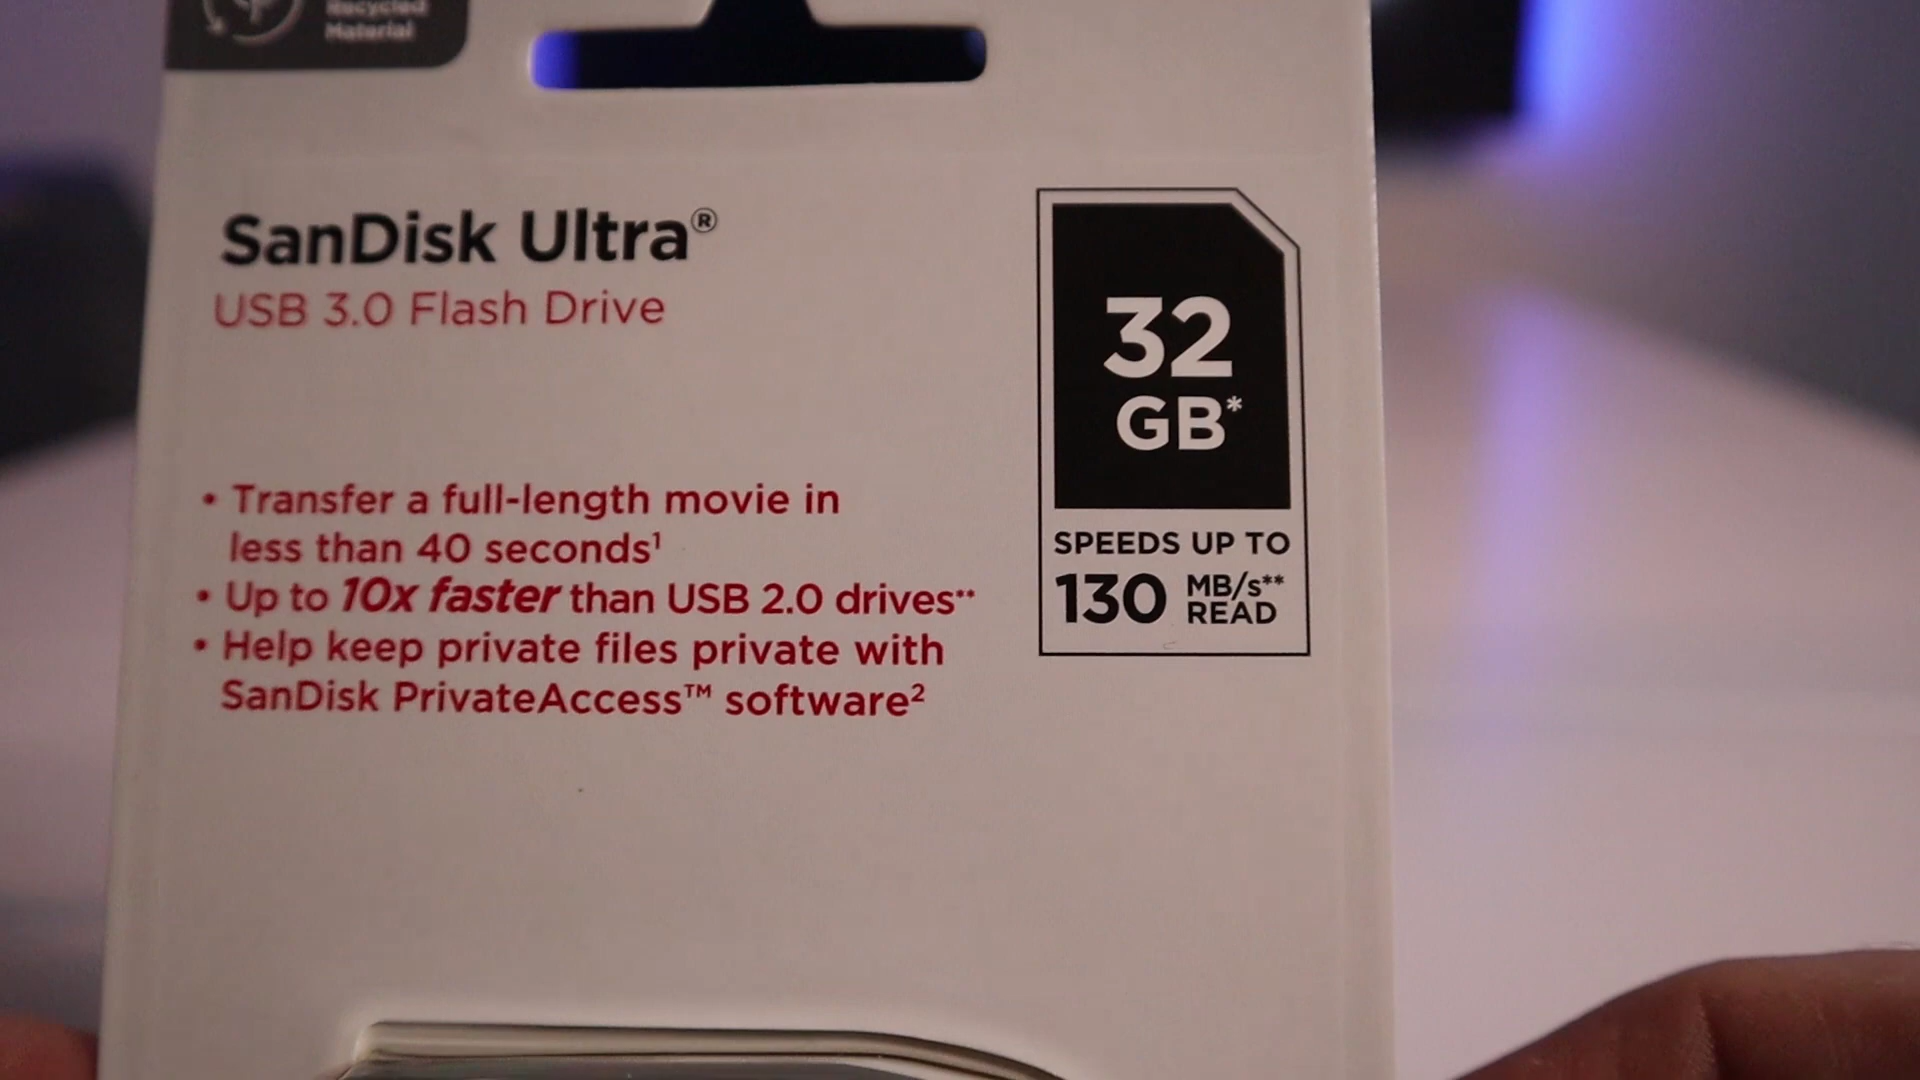 Recycled
Material
SanDisk Ultra®
USB 3.0 Flash Drive
32
GB*
• Transfer a full-length movie in
less than 40 seconds¹
• Up to 10x faster than USB 2.0 drives**
• Help keep private files private with
SanDisk PrivateAccess™ software²
SPEEDS UP TO
130 MB/s**
READ